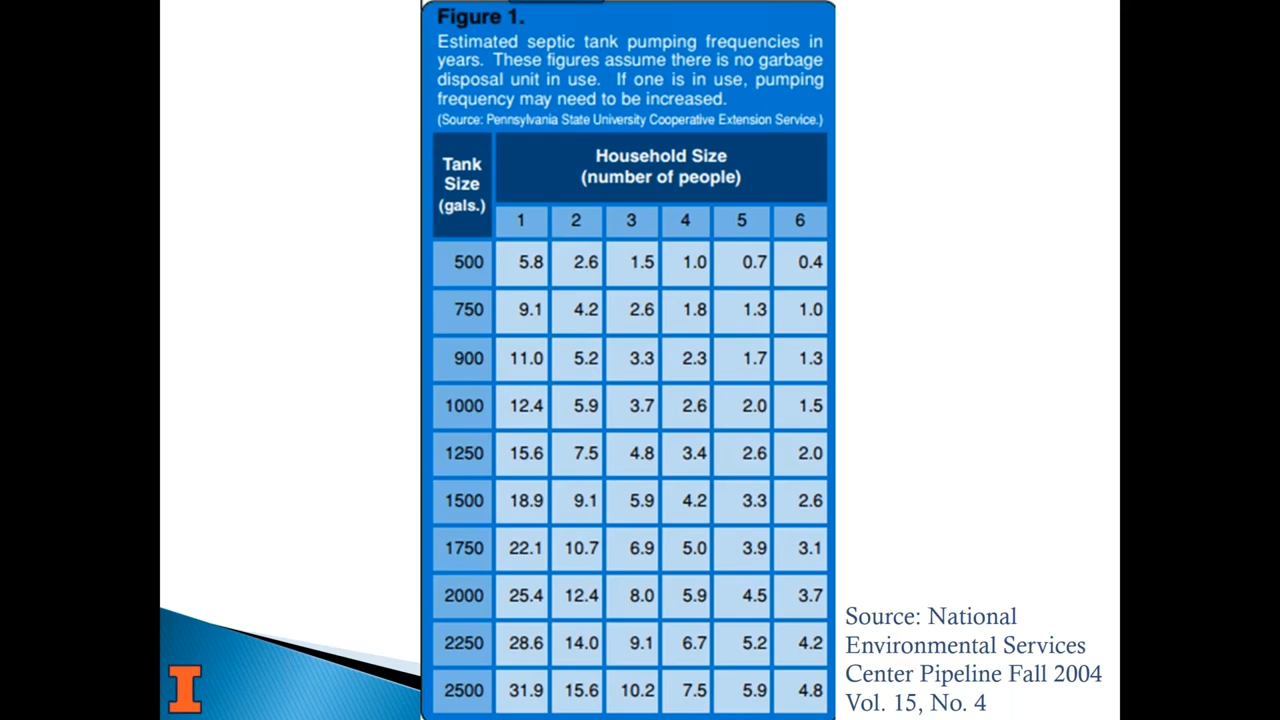 Figure 1.
Estimated septic tank pumping frequencies in
years. These figures assume there is no garbage
disposal unit in use. If one is in use, pumping
frequency may need to be increased.
(Source: Pennsylvania State University Cooperative Extension Service.)
Tank
Size
(gals.)
Household Size
(number of people)
1 2 3 4 5 6
500 5.8 2.6 1.5 1.0 0.7 0.4
750 9.1 4.2 2.6 1.8 1.3 1.0
900 11.0 5.2 3.3 2.3 1.7 1.3
1000 12.4 5.9 3.7 2.6 2.0 1.5
1250 15.6 7.5 4.8 3.4 2.6 2.0
1500 18.9 9.1 5.9 4.2 3.3 2.6
1750 22.1 10.7 6.9 5.0 3.9 3.1
2000 25.4 12.4 8.0 5.9 4.5 3.7
2250 28.6 14.0 9.1 6.7 5.2 4.2
2500 31.9 15.6 10.2 7.5 5.9 4.8
Source: National
Environmental Services
Center Pipeline Fall 2004
Vol. 15, No. 4
I